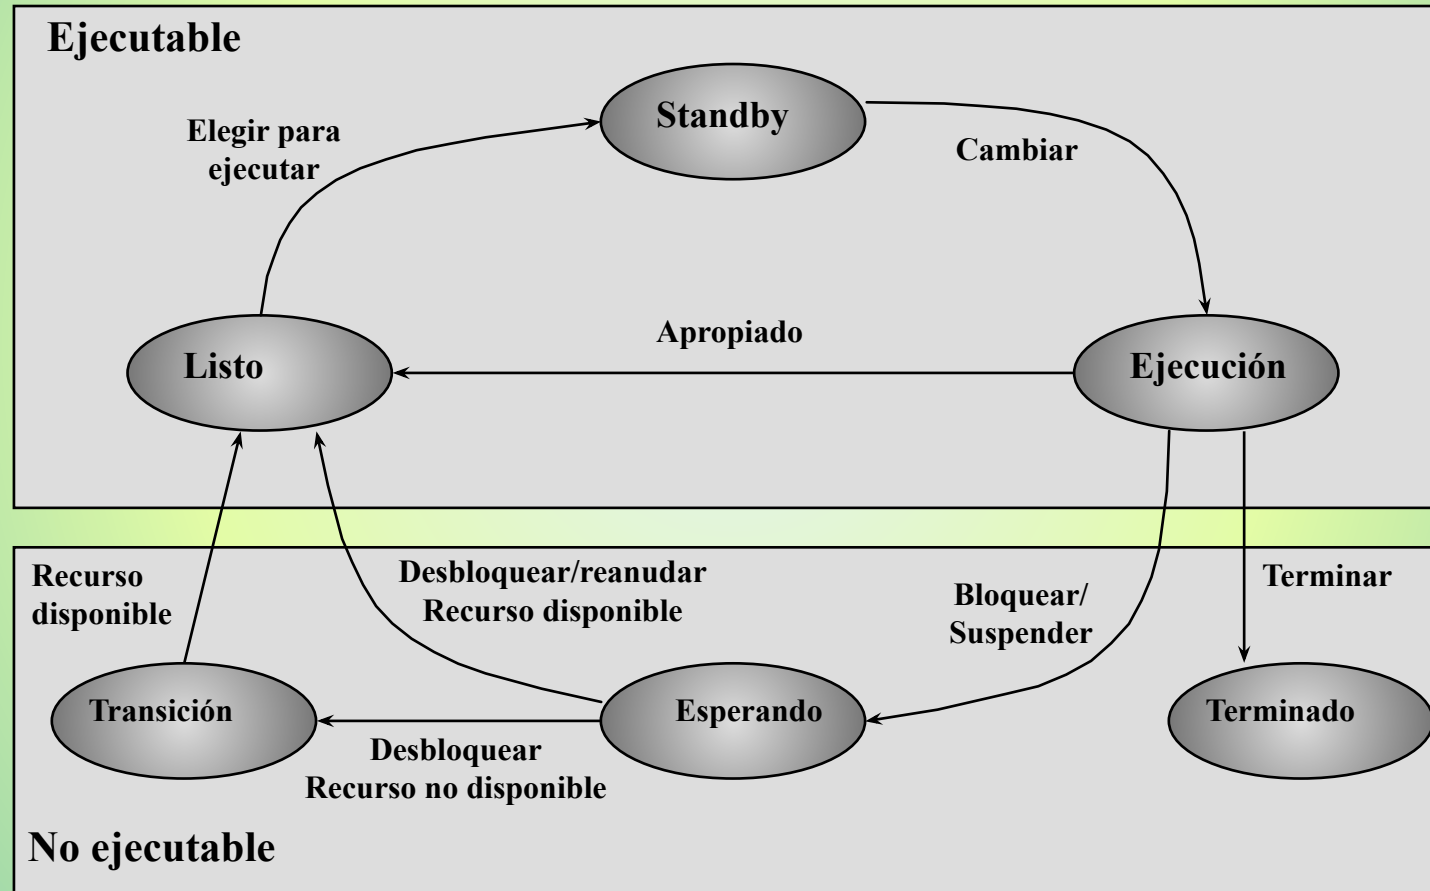 Ejecutable
Standby
Elegir para
ejecutar
Cambiar
Apropiado
Listo
Ejecución
Recurso
disponible
Desbloquear/reanudar
Recurso disponible
Bloquear/
Suspender
Terminar
Transición
Esperando
Terminado
Desbloquear
Recurso no disponible
No ejecutable